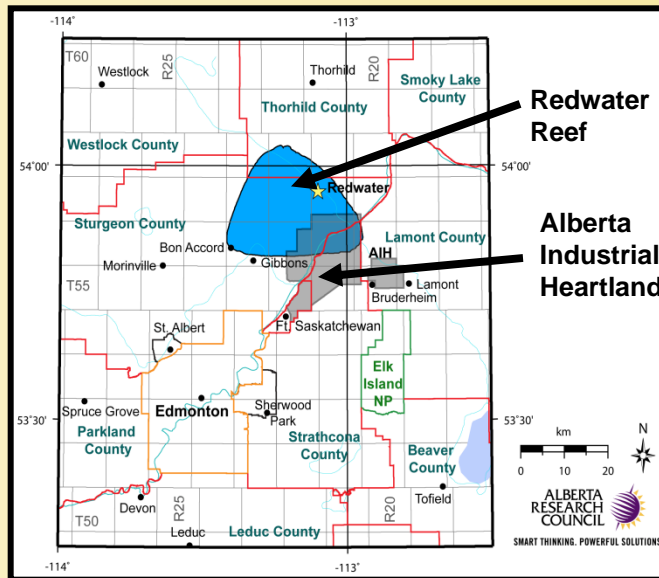 -114°
-113°
T60
R25
R20
Westlock
Thorhild
Smoky Lake
County
Thorhild County
Redwater
Reef
Westlock County
54°00'
54°00'
Redwater
Sturgeon County
Alberta
Industrial
Heartland
Bon Accord
Lamont County
Morinville
Gibbons
AIH
T55
Lamont
Bruderheim
St. Albert
Ft. Saskatchewan
Elk
Island
NP
Spruce Grove
Edmonton
Sherwood
Park
53°30'
53°30'
Parkland
County
Strathcona
County
Beaver
County
km
N
0 10 20
Tofield
Devon
T50
R25
R20
Leduc
Leduc County
ALBERTA
RESEARCH
COUNCIL
SMART THINKING. POWERFUL SOLUTIONS
-114°
-113°